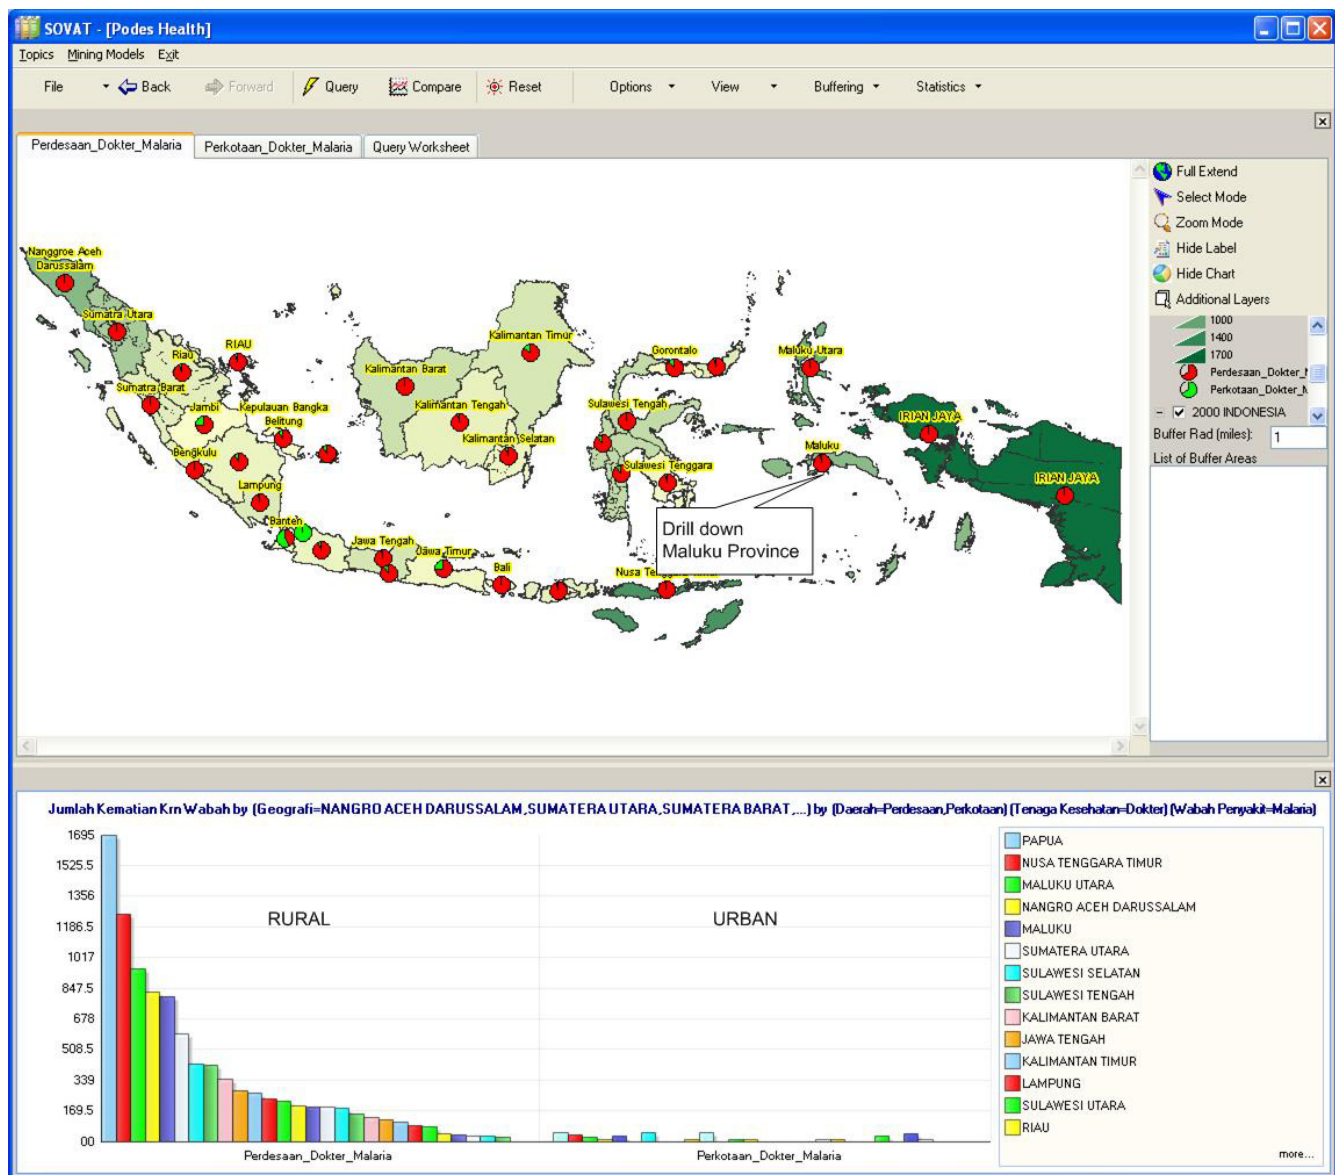 SOVAT - [Podes Health]
Topics Mining Models Exit
File Back Forward Query Compare Reset Options View Buffering Statistics
Perdesaan_Dokter_Malaria Perkotaan_Dokter_Malaria Query Worksheet
Full Extend
Select Mode
Zoom Mode
Hide Label
Hide Chart
Additional Layers
1000
1400
1700
Perdesaan_Dokter_M
Perkotaan_Dokter_M
2000 INDONESIA
Buffer Rad (miles): 1
List of Buffer Areas
Nanggroe Aceh
Darussalam
Sumatra Utara
Riau
RIAU
Sumatra Barat
Jambi
Kepulauan Bangka
Belitung
Bengkulu
Lampung
Banten
Jawa Tengah
Jawa Timur
Bali
Nusa Tenggara Timur
Kalimantan Timur
Kalimantan Barat
Kalimantan Tengah
Kalimantan Selatan
Gorontalo
Sulawesi Tengah
Sulawesi Tenggara
Maluku Utara
Maluku
IRIAN JAYA
IRIAN JAYA
Drill down
Maluku Province
Jumlah Kematian Krn Wabah by (Geografi=NANGRO ACEH DARUSSALAM,SUMATERA UTARA,SUMATERA BARAT,...) by (Daerah=Perdesaan,Perkotaan) (Tenaga Kesehatan=Dokter) (Wabah Penyakit=Malaria)
1695
1525.5
1356
1186.5
1017
847.5
678
508.5
339
169.5
00
RURAL
URBAN
Perdesaan_Dokter_Malaria
Perkotaan_Dokter_Malaria
PAPUA
NUSA TENGGARA TIMUR
MALUKU UTARA
NANGRO ACEH DARUSSALAM
MALUKU
SUMATERA UTARA
SULAWESI SELATAN
SULAWESI TENGAH
KALIMANTAN BARAT
JAWA TENGAH
KALIMANTAN TIMUR
LAMPUNG
SULAWESI UTARA
RIAU
more...